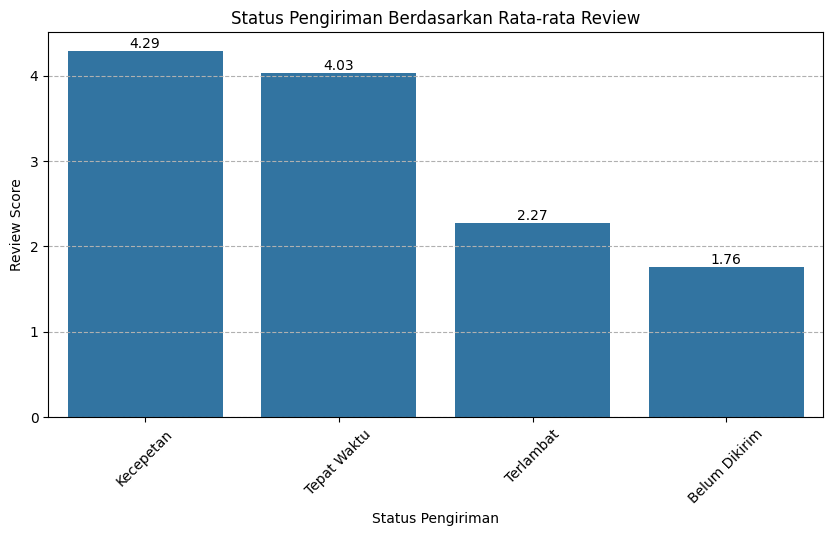 Status Pengiriman Berdasarkan Rata-rata Review
4.29
4.03
2.27
1.76
4
3
2
1
0
Review Score
Kecepetan
Tepat Waktu
Terlambat
Belum Dikirim
Status Pengiriman